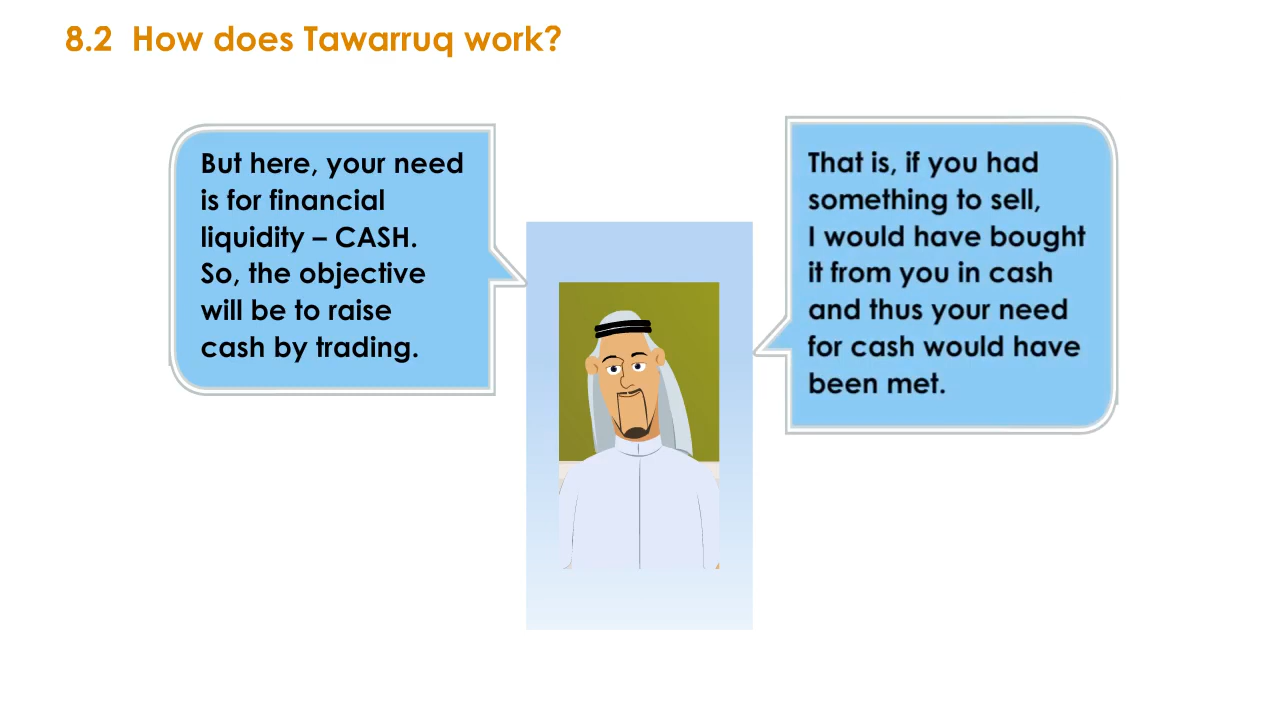 8.2 How does Tawarruq work?
But here, your need
is for financial
liquidity – CASH.
So, the objective
will be to raise
cash by trading.
That is, if you had
something to sell,
I would have bought
it from you in cash
and thus your need
for cash would have
been met.